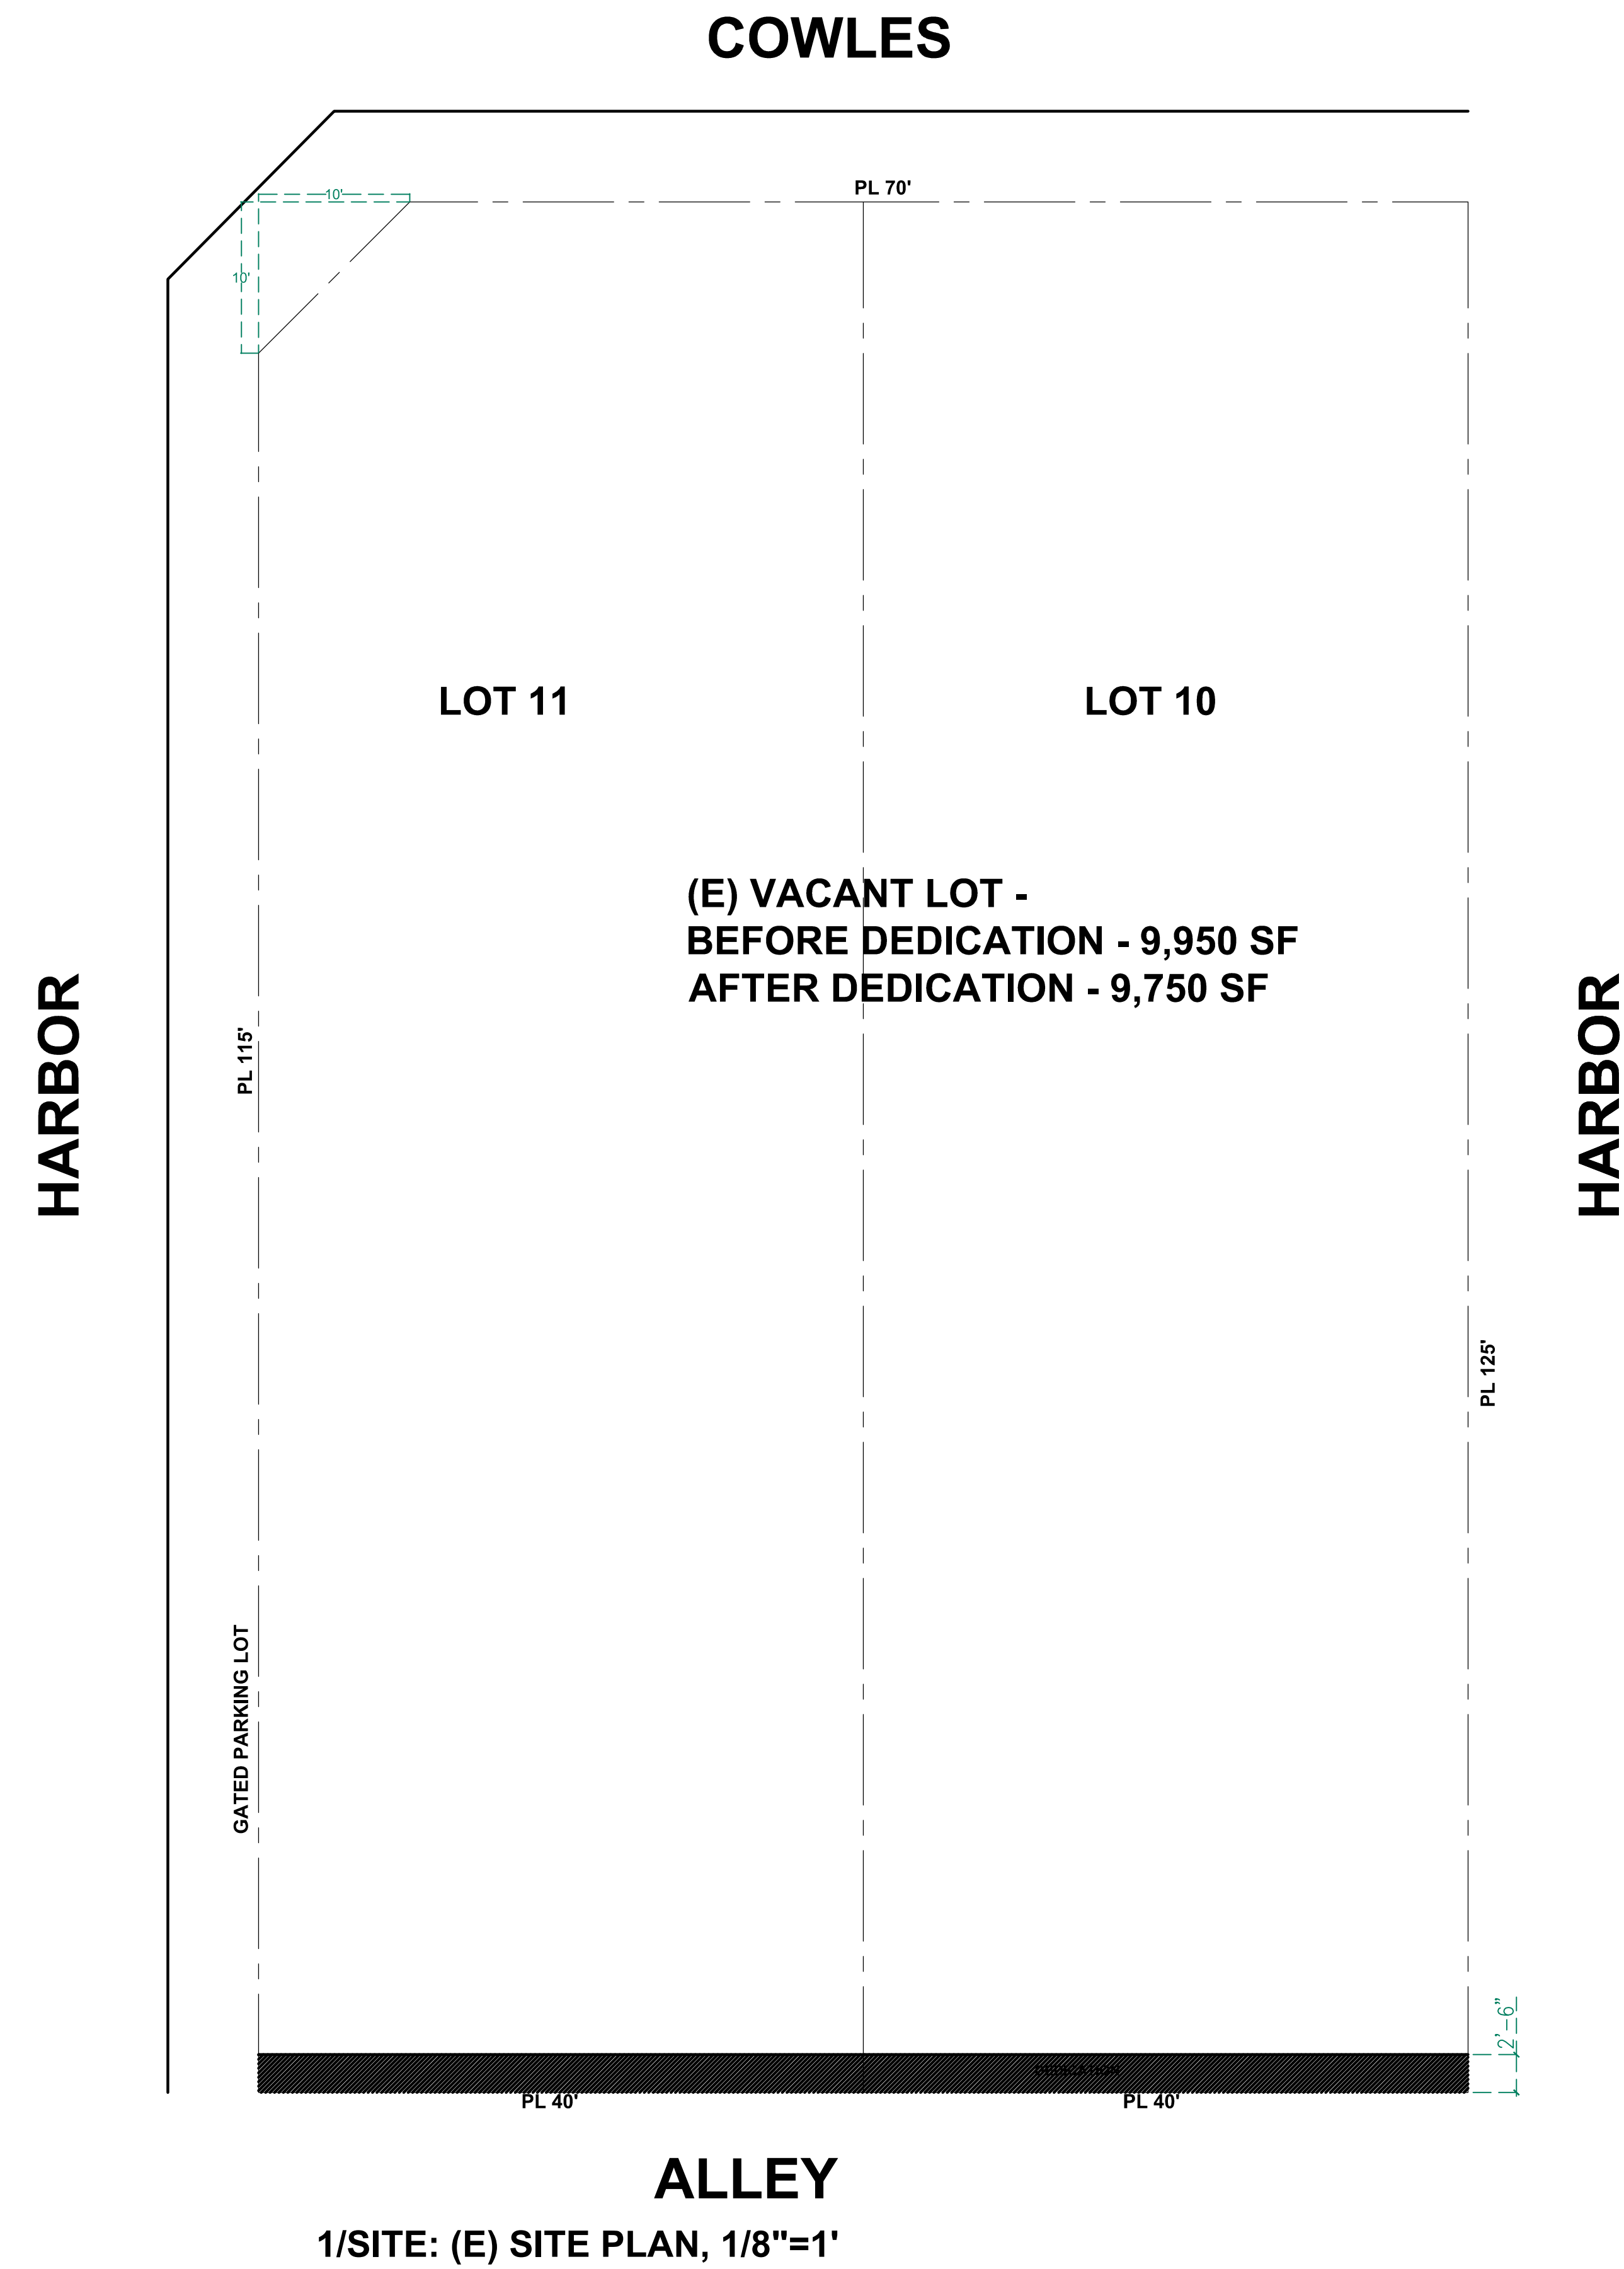 COWLES
PL 70'
10'
10'
LOT 11
LOT 10
(E) VACANT LOT -
BEFORE DEDICATION - 9,950 SF
AFTER DEDICATION - 9,750 SF
HARBOR
HARBOR
PL 115'
PL 125'
GATED PARKING LOT
2'-6"
DEDICATION
PL 40'
PL 40'
ALLEY
1/SITE: (E) SITE PLAN, 1/8"=1'